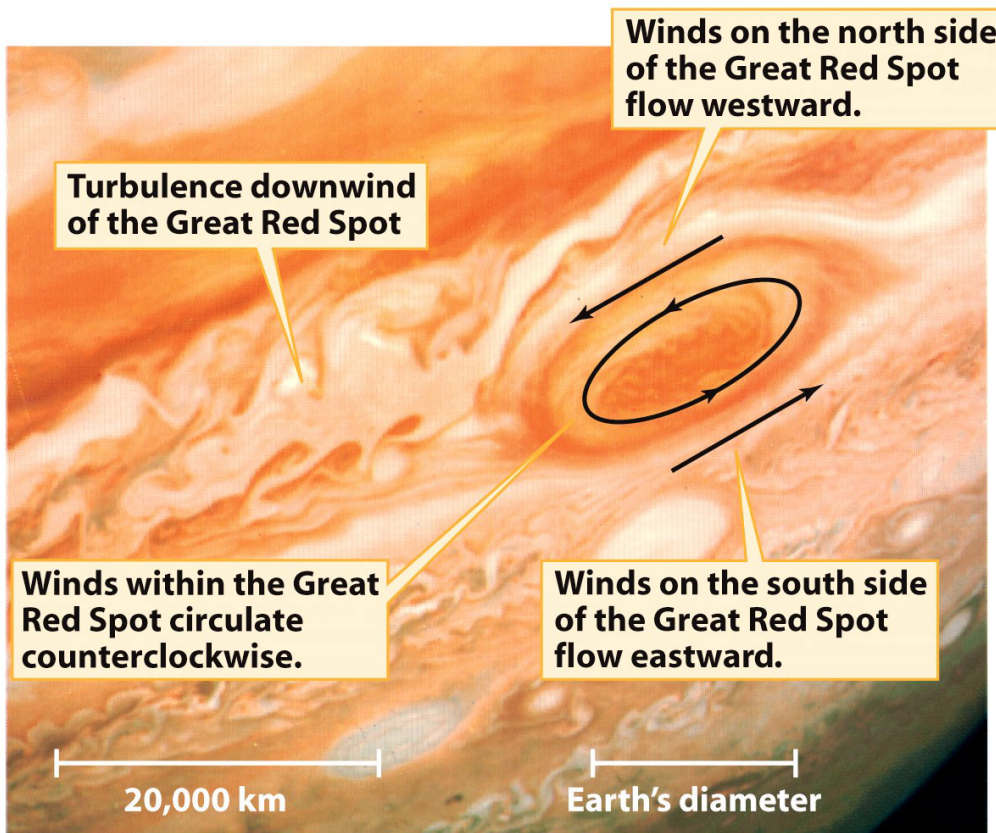 Winds on the north side
of the Great Red Spot
flow westward.
Turbulence downwind
of the Great Red Spot
Winds within the Great
Red Spot circulate
counterclockwise.
Winds on the south side
of the Great Red Spot
flow eastward.
20,000 km
Earth's diameter